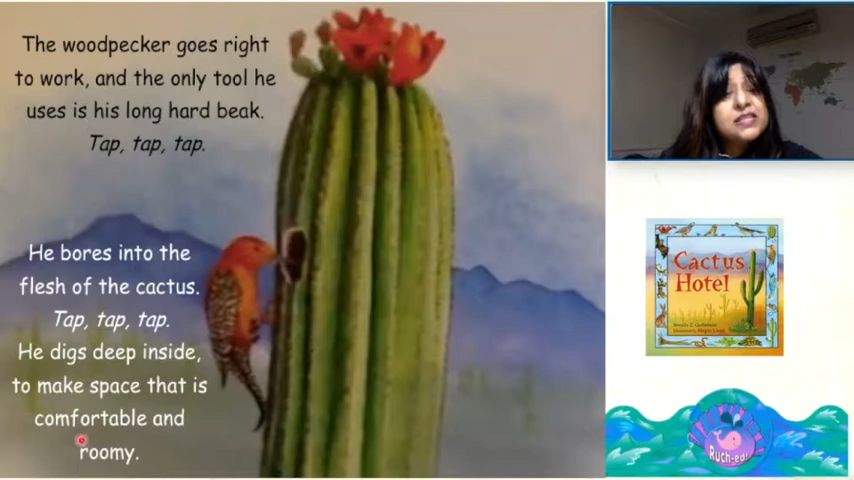 The woodpecker goes right
to work, and the only tool he
uses is his long hard beak.
Tap, tap, tap.
He bores into the
flesh of the cactus.
Tap, tap, tap.
He digs deep inside,
to make space that is
comfortable and
roomy.
Cactus
Hotel
Ruch-ed!